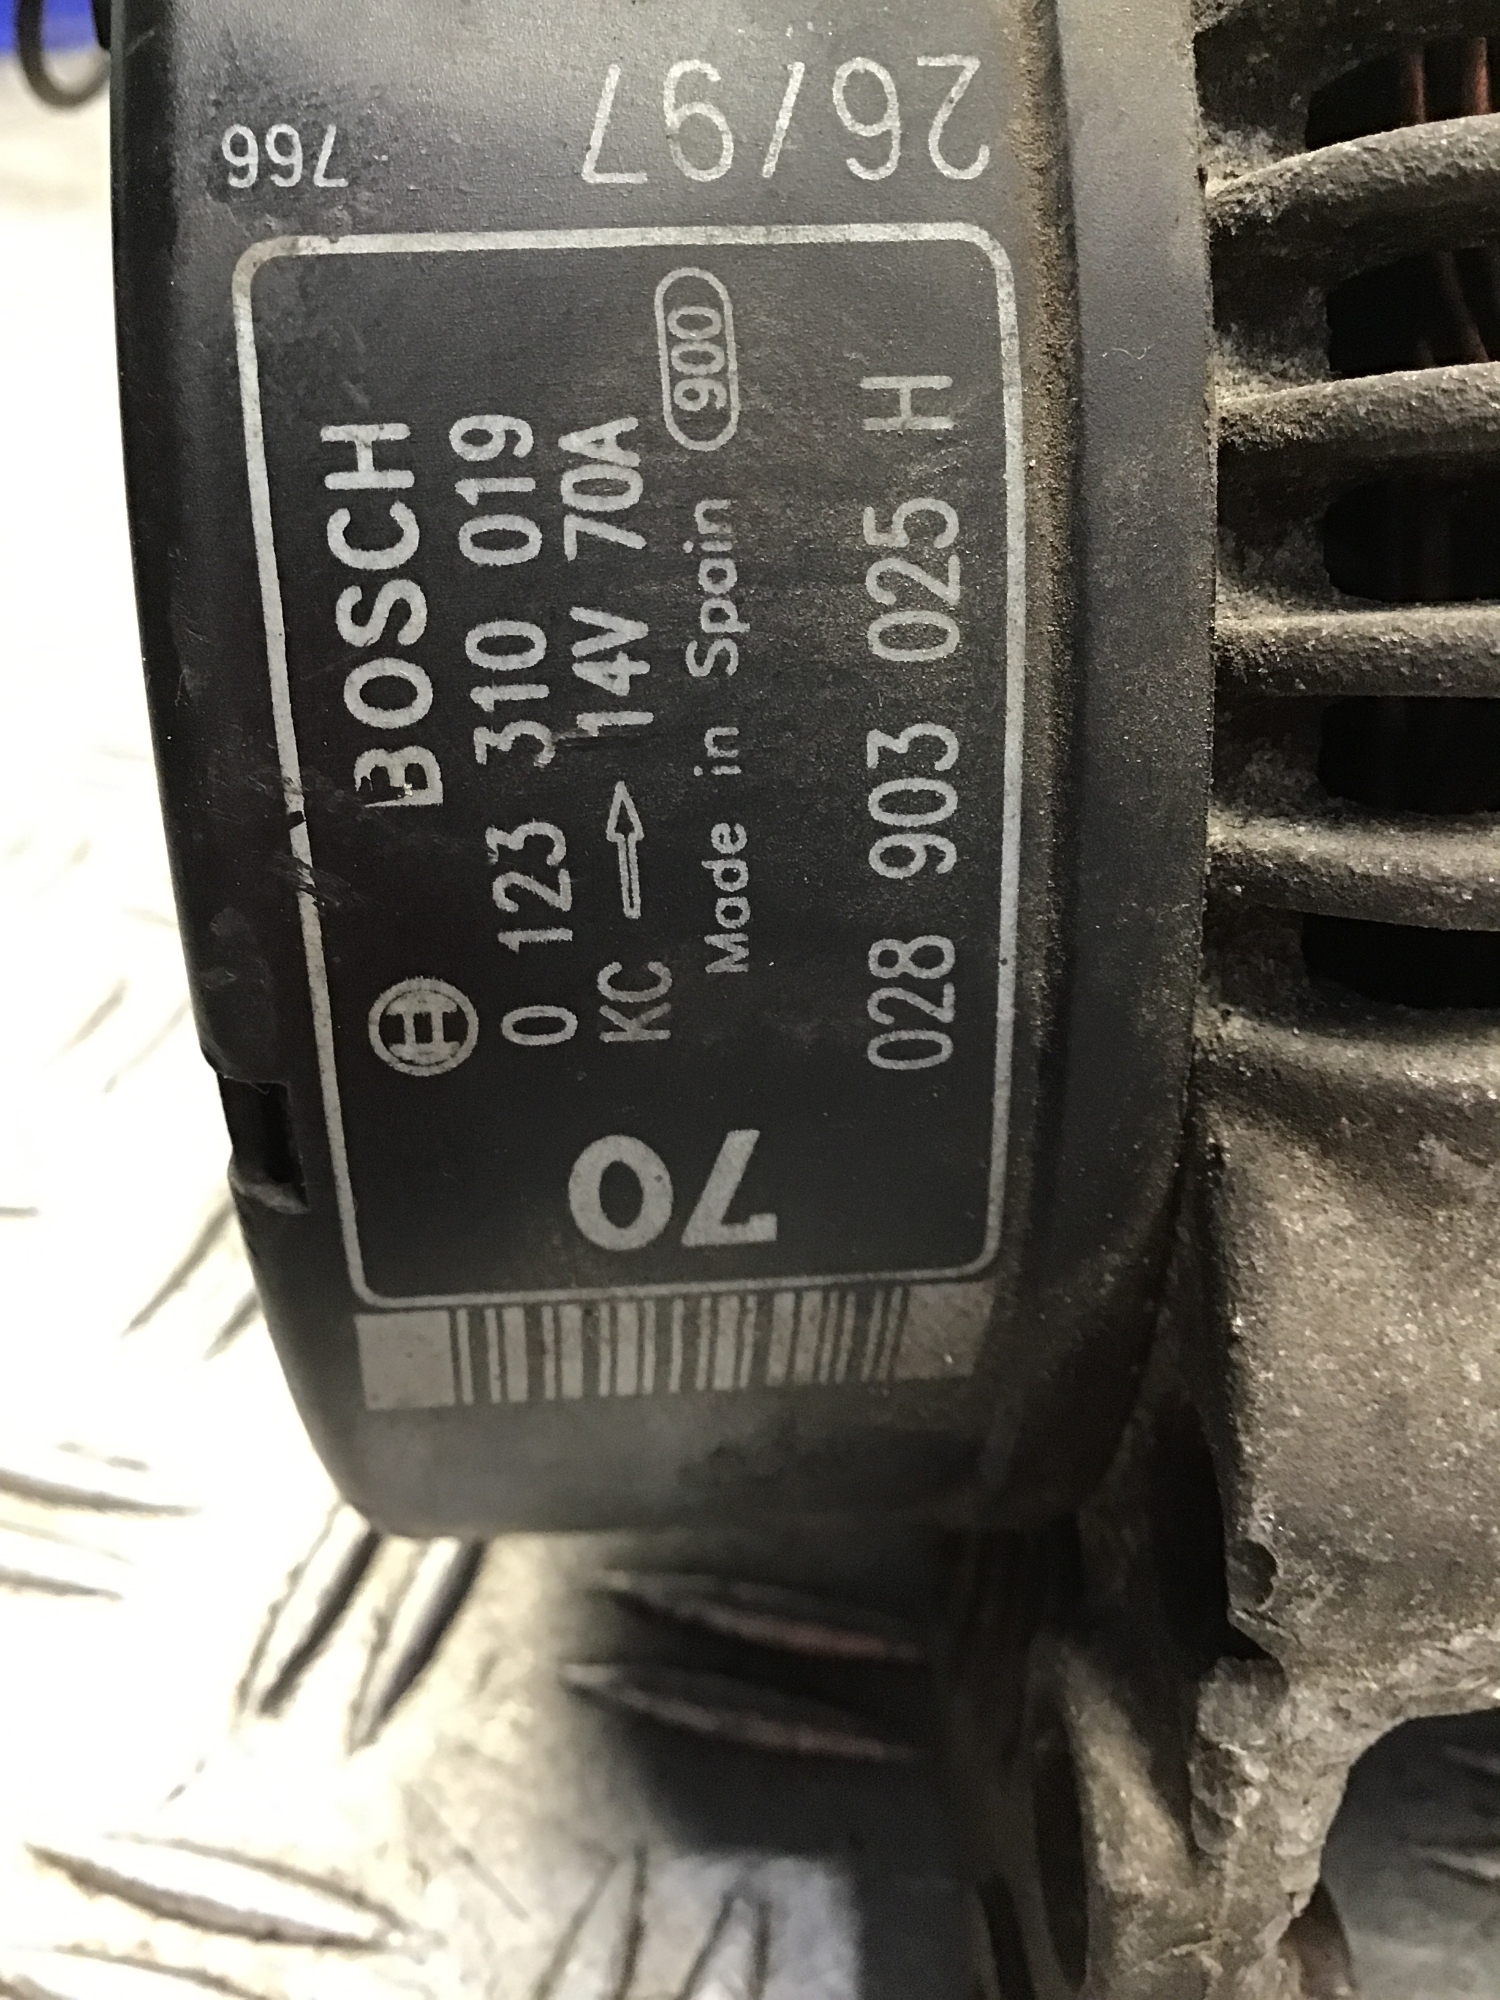 26/97
766
BOSCH
0 123 310 019
KC → 14V 70A
Made in Spain 900
028 903 025 H
70